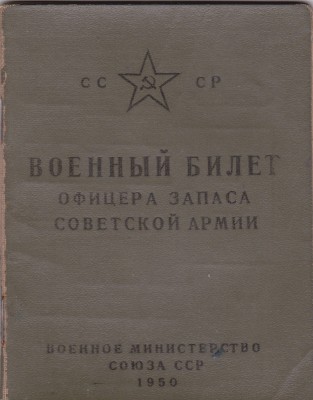 СС СР
ВОЕННЫЙ БИЛЕТ
ОФИЦЕРА ЗАПАСА
СОВЕТСКОЙ АРМИИ
ВОЕННОЕ МИНИСТЕРСТВО
СОЮЗА ССР
1950